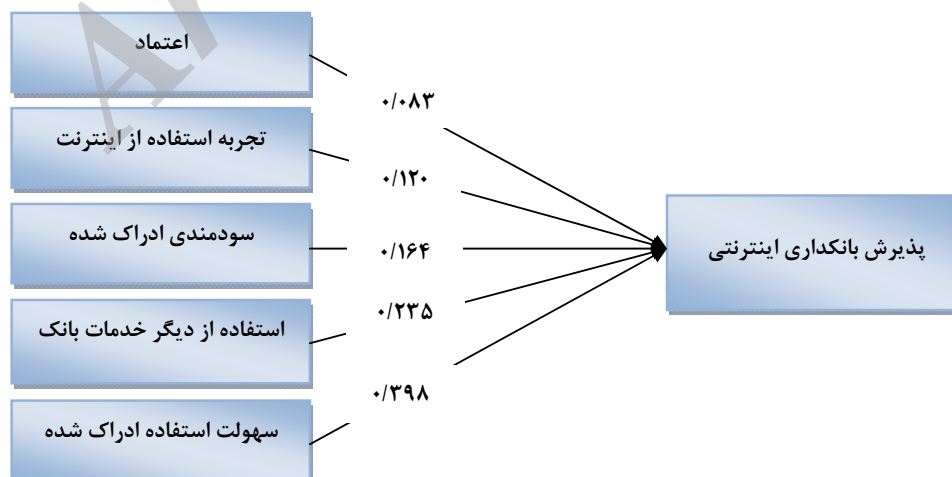 اعتماد
۰/۰۸۳
تجربه استفاده از اینترنت
۰/۱۲۰
سودمندی ادراک شده
۰/۱۶۴
پذیرش بانکداری اینترنتی
استفاده از دیگر خدمات بانک
۰/۲۳۵
سهولت استفاده ادراک شده
۰/۳۹۸